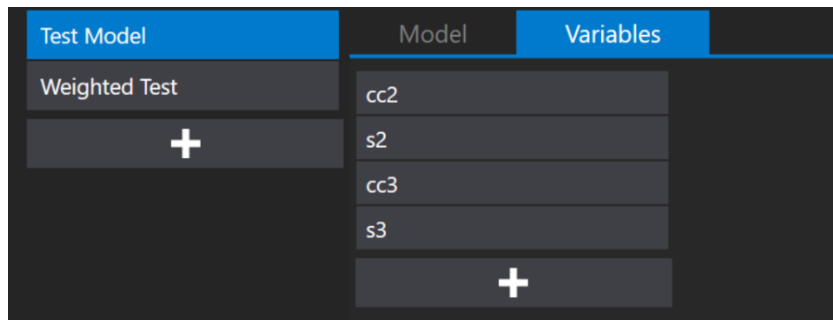 Test Model
Weighted Test
Model
Variables
cc2
s2
cc3
s3